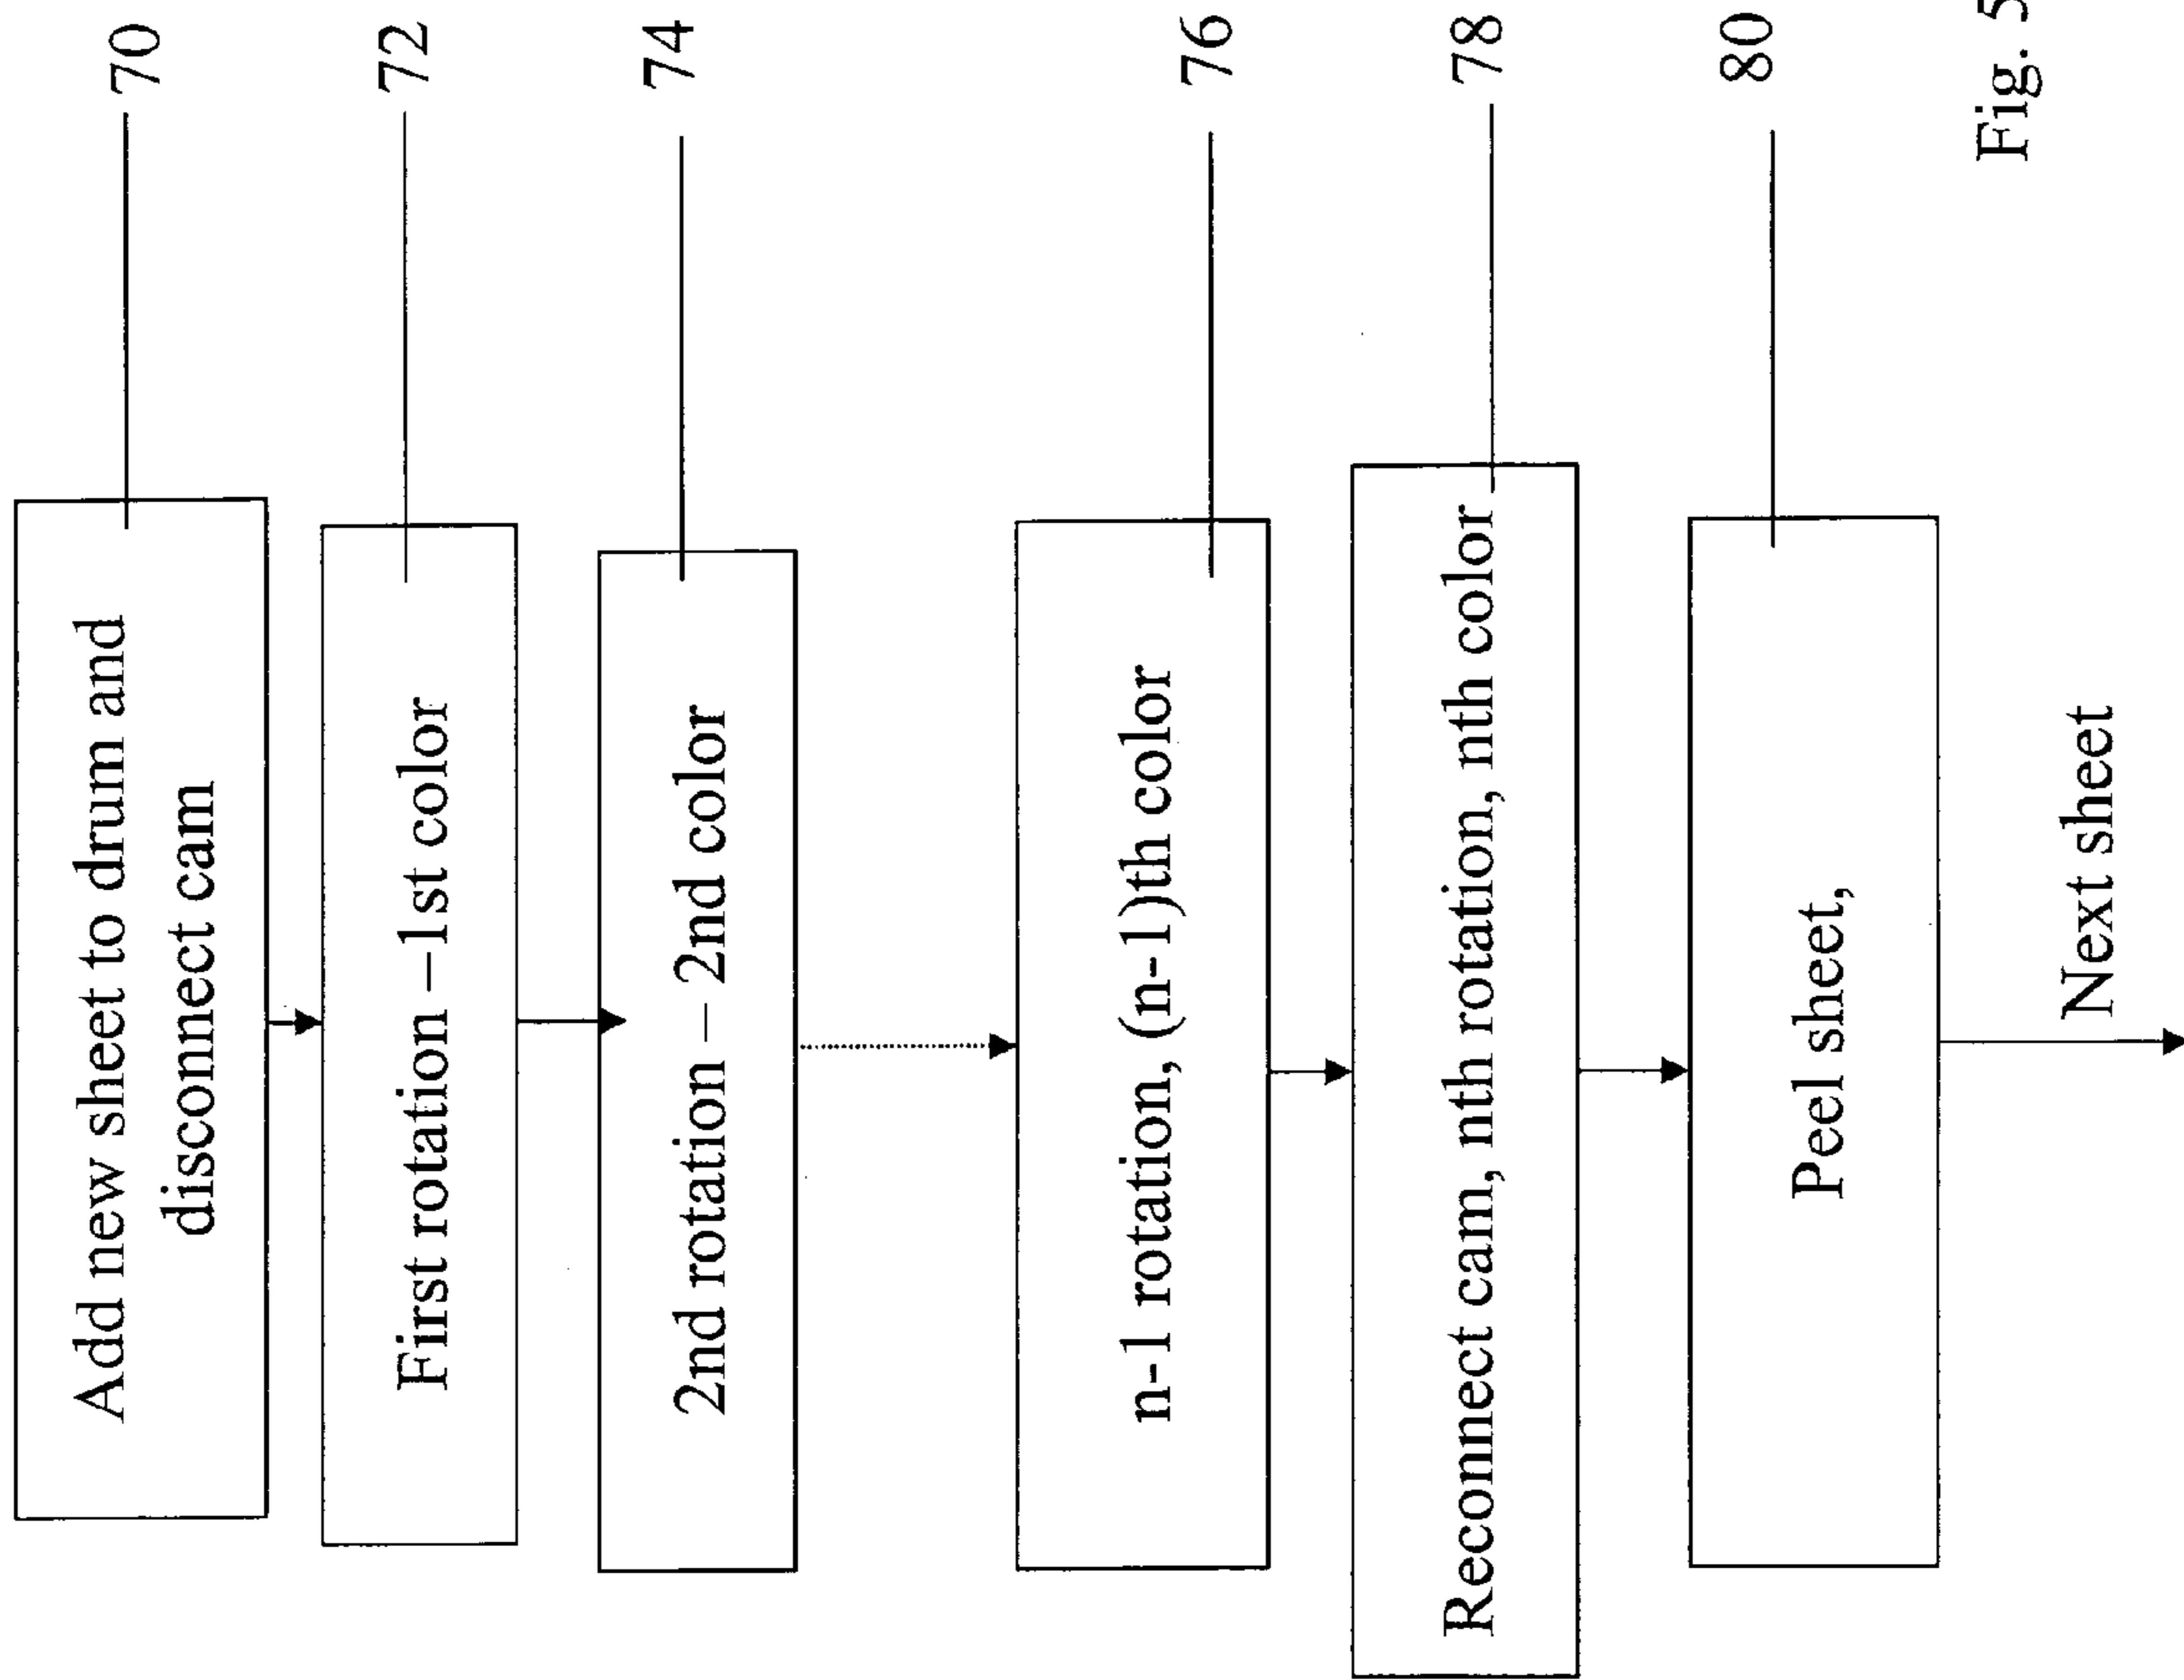 Add new sheet to drum and
disconnect cam
70
First rotation –1st color
72
2nd rotation – 2nd color
74
n-1 rotation, (n-1)th color
76
Reconnect cam, nth rotation, nth color
78
Peel sheet,
80
Next sheet
Fig. 5